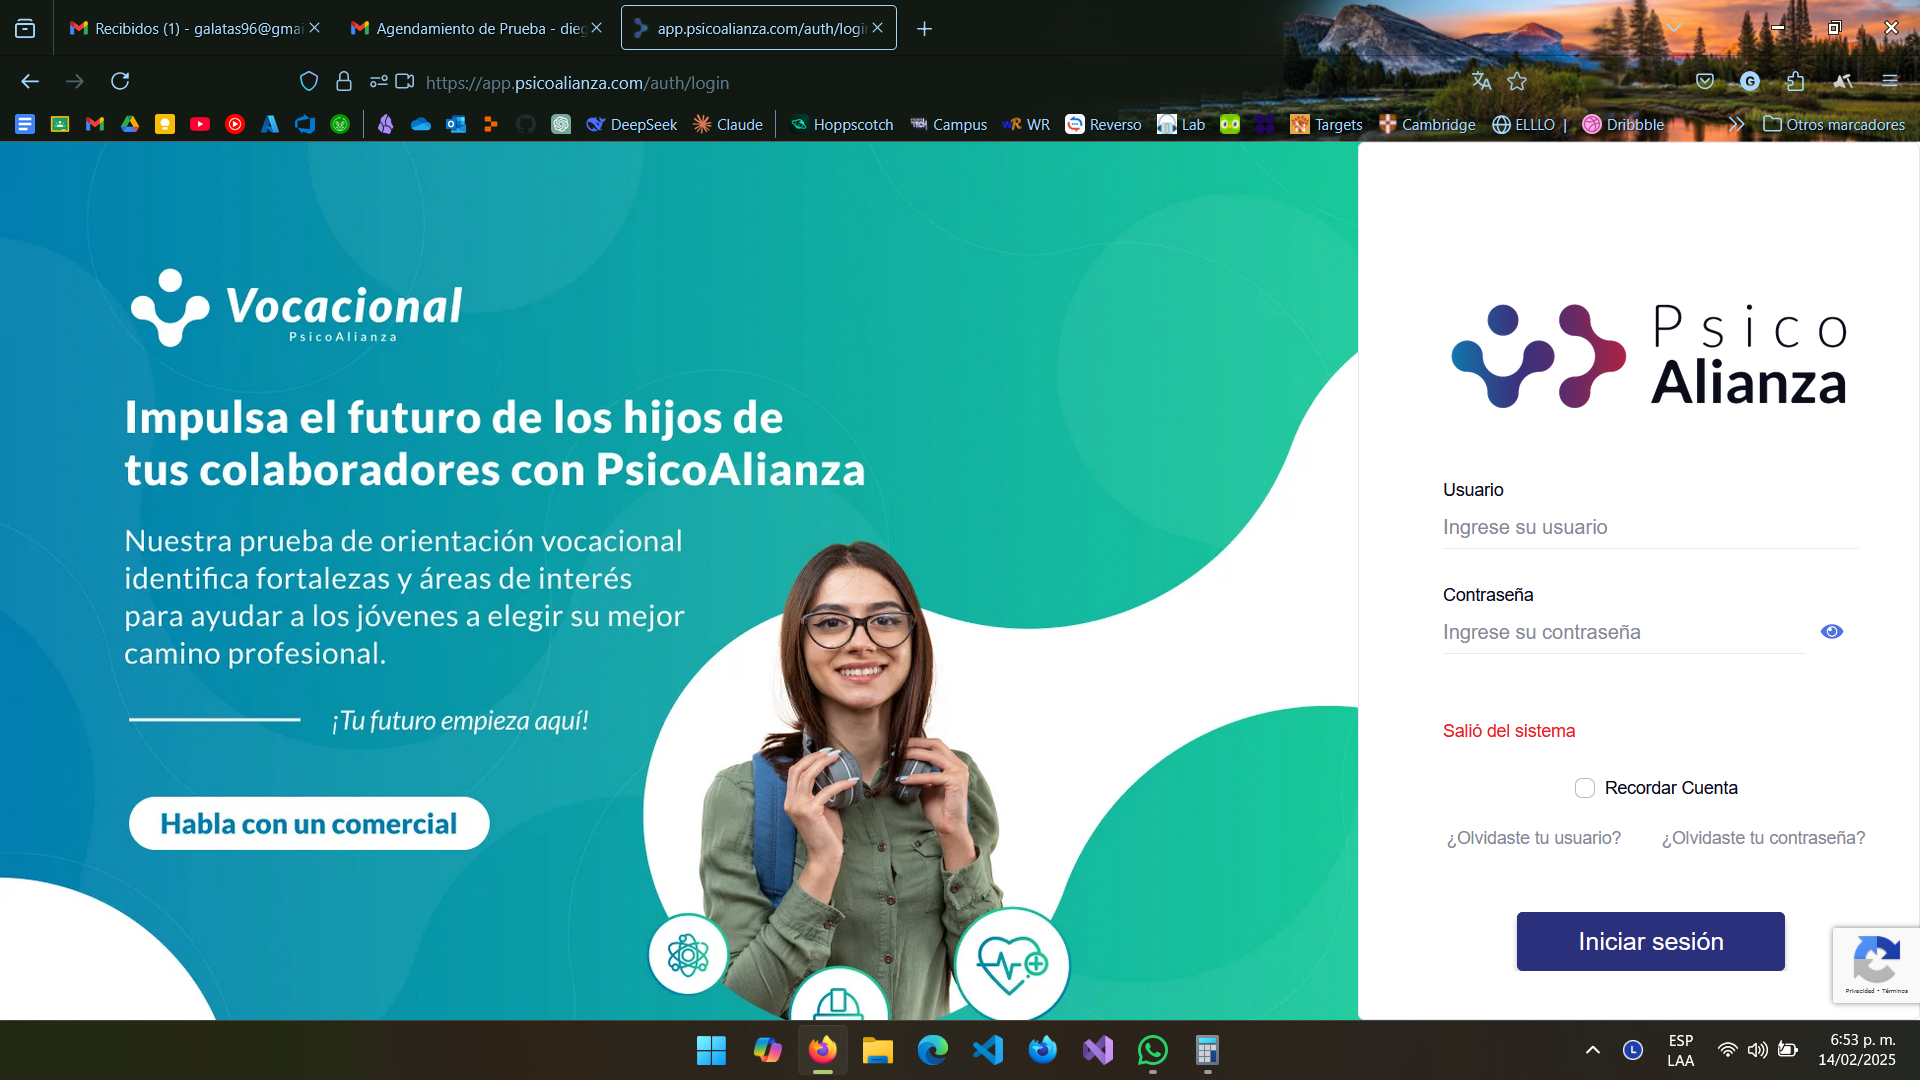 Recibidos (1) - galatas96@gmai
Agendamiento de Prueba - dieg
app.psicoalianza.com/auth/logi
https://app.psicoalianza.com/auth/login
G
DeepSeek
Claude
Hoppscotch
Campus
WR
Reverso
Lab
Targets
Cambridge
ELLLO |
Dribbble
Otros marcadores
Vocacional
PsicoAlianza
Impulsa el futuro de los hijos de
tus colaboradores con PsicoAlianza
Nuestra prueba de orientación vocacional
identifica fortalezas y áreas de interés
para ayudar a los jóvenes a elegir su mejor
camino profesional.
¡Tu futuro empieza aquí!
Habla con un comercial
Psico
Alianza
Usuario
Ingrese su usuario
Contraseña
Ingrese su contraseña
Salió del sistema
Recordar Cuenta
¿Olvidaste tu usuario?
¿Olvidaste tu contraseña?
Iniciar sesión
Privacidad - Términos
L
ESP
LAA
6:53 p. m.
14/02/2025